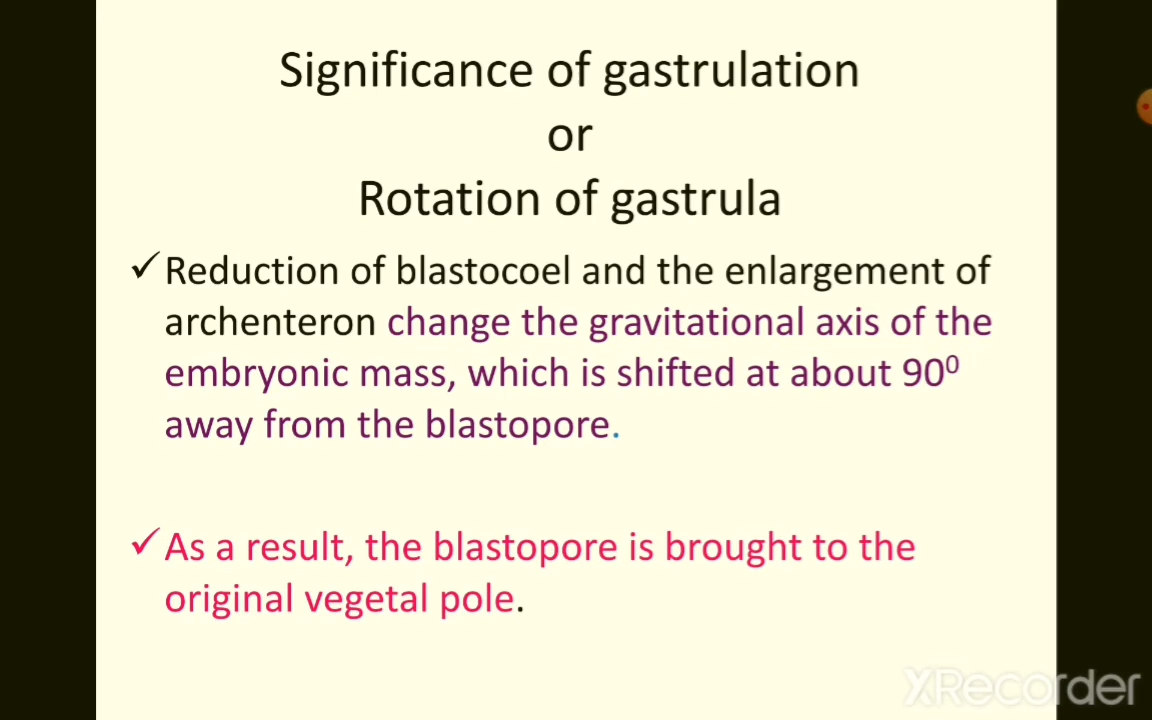 Significance of gastrulation
or
Rotation of gastrula
✓Reduction of blastocoel and the enlargement of
archenteron change the gravitational axis of the
embryonic mass, which is shifted at about 90⁰
away from the blastopore.
✓As a result, the blastopore is brought to the
original vegetal pole.
XRecorder